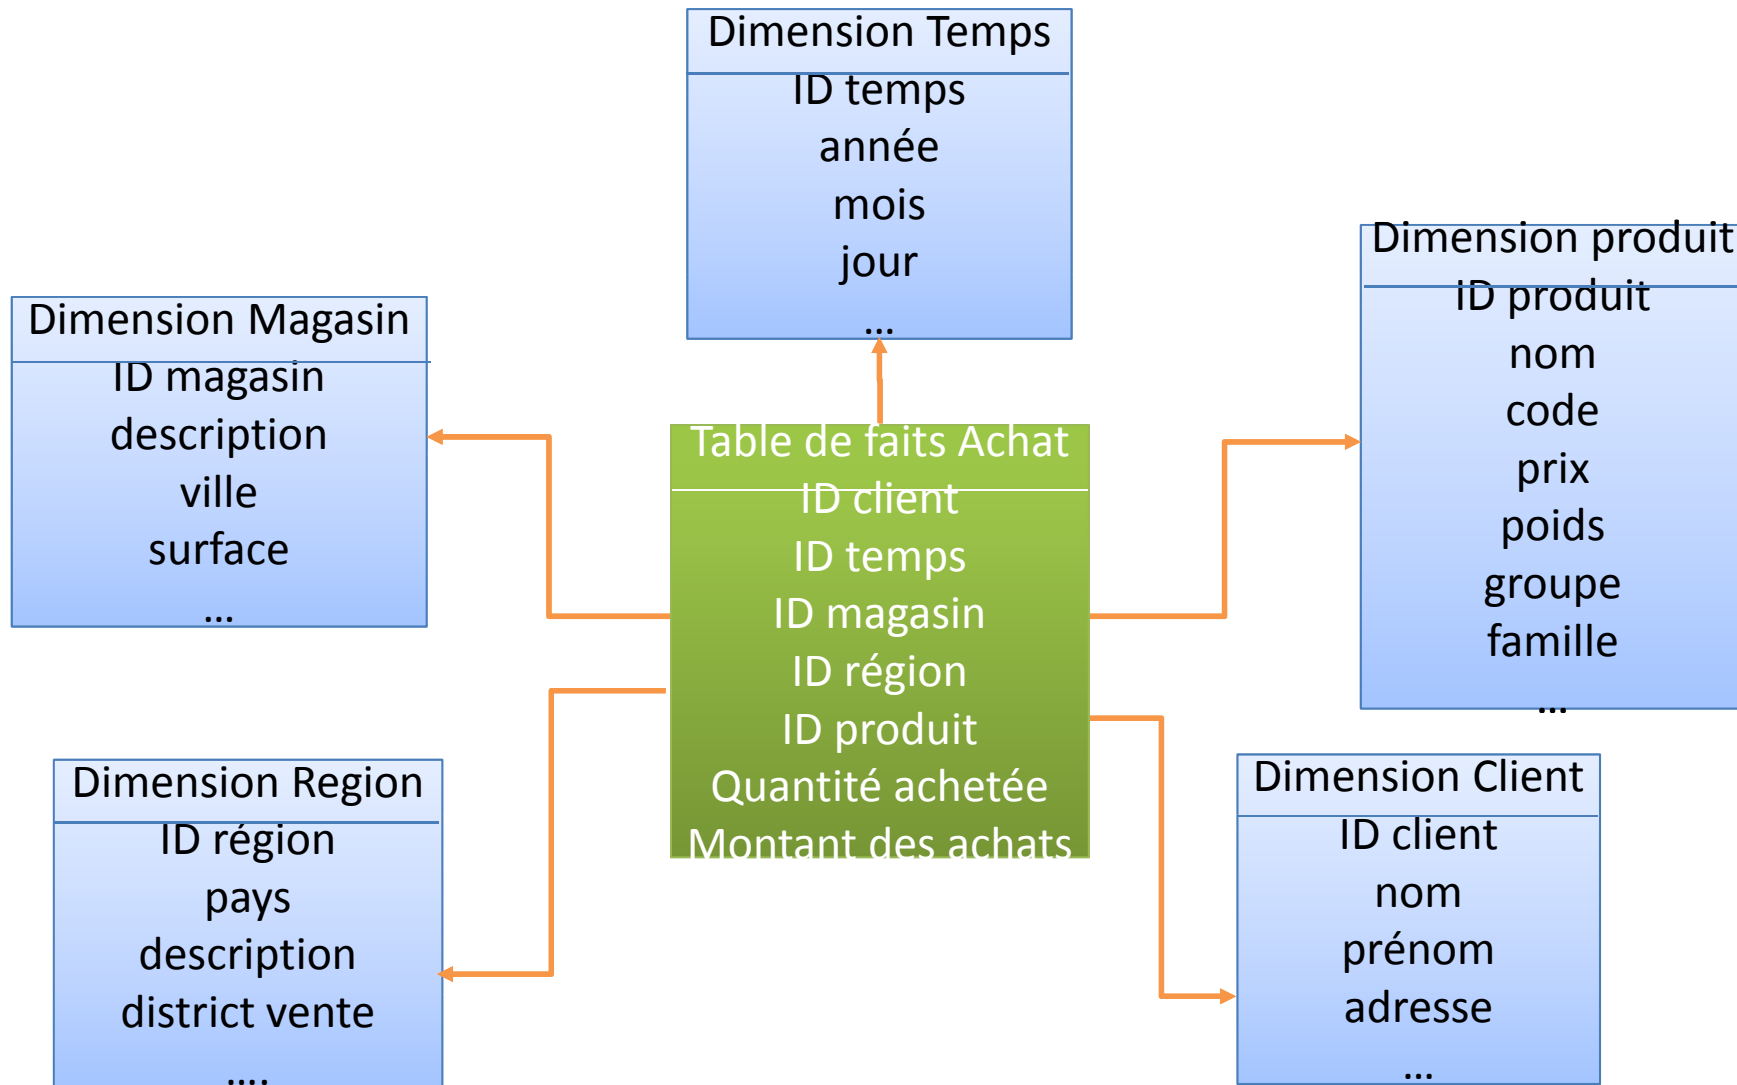 Dimension Temps
ID temps
année
mois
jour
...
Dimension Magasin
ID magasin
description
ville
surface
...
Table de faits Achat
ID client
ID temps
ID magasin
ID région
ID produit
Quantité achetée
Montant des achats
Dimension produit
ID produit
nom
code
prix
poids
groupe
famille
...
Dimension Region
ID région
pays
description
district vente
....
Dimension Client
ID client
nom
prénom
adresse
...